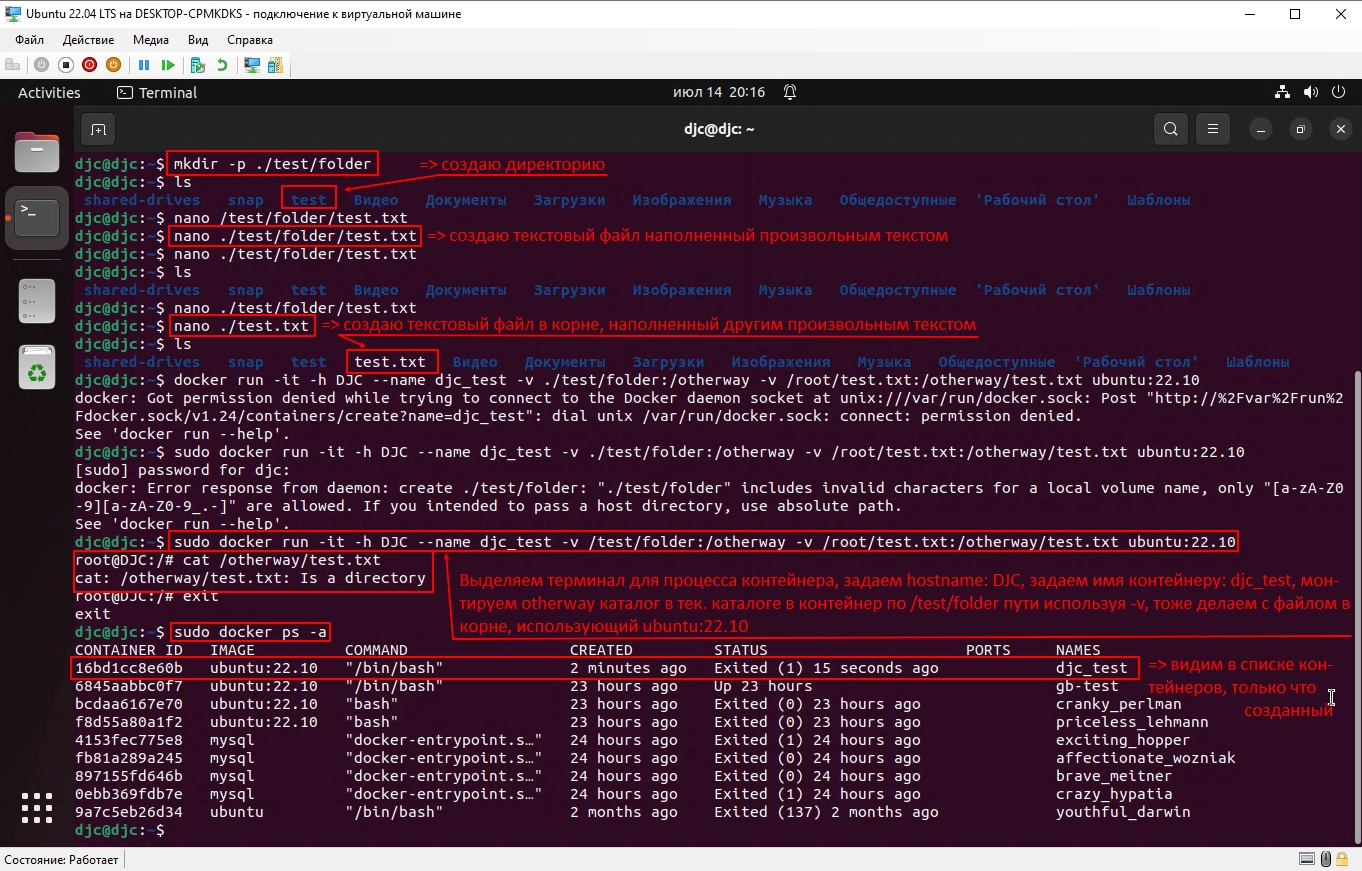 Ubuntu 22.04 LTS на DESKTOP-CPMKDKS - подключение к виртуальной машине
Файл Действие Медиа Вид Справка
Activities Terminal июл 14 20:16
djc@djc: ~
djc@djc:~$ mkdir -p ./test/folder => создаю директорию
djc@djc:~$ ls
shared-drives snap test Видео Документы Загрузки Изображения Музыка Общедоступные 'Рабочий стол' Шаблоны
djc@djc:~$ nano /test/folder/test.txt
djc@djc:~$ nano ./test/folder/test.txt => создаю текстовый файл наполненный произвольным текстом
djc@djc:~$ nano ./test/folder/test.txt
djc@djc:~$ ls
shared-drives snap test Видео Документы Загрузки Изображения Музыка Общедоступные 'Рабочий стол' Шаблоны
djc@djc:~$ nano ./test/folder/test.txt
djc@djc:~$ nano ./test.txt => создаю текстовый файл в корне, наполненный другим произвольным текстом
djc@djc:~$ ls
shared-drives snap test test.txt Видео Документы Загрузки Изображения Музыка Общедоступные 'Рабочий стол' Шаблоны
djc@djc:~$ docker run -it -h DJC --name djc_test -v ./test/folder:/otherway -v /root/test.txt:/otherway/test.txt ubuntu:22.10
docker: Got permission denied while trying to connect to the Docker daemon socket at unix:///var/run/docker.sock: Post "http://%2Fvar%2Frun%2
Fdocker.sock/v1.24/containers/create?name=djc_test": dial unix /var/run/docker.sock: connect: permission denied.
See 'docker run --help'.
djc@djc:~$ sudo docker run -it -h DJC --name djc_test -v ./test/folder:/otherway -v /root/test.txt:/otherway/test.txt ubuntu:22.10
[sudo] password for djc:
docker: Error response from daemon: create ./test/folder: "./test/folder" includes invalid characters for a local volume name, only "[a-zA-Z0
-9][a-zA-Z0-9_.-]" are allowed. If you intended to pass a host directory, use absolute path.
See 'docker run --help'.
djc@djc:~$ sudo docker run -it -h DJC --name djc_test -v /test/folder:/otherway -v /root/test.txt:/otherway/test.txt ubuntu:22.10
root@DJC:/# cat /otherway/test.txt
cat: /otherway/test.txt: Is a directory
root@DJC:/# exit
exit
Выделяем терминал для процесса контейнера, задаем hostname: DJC, задаем имя контейнеру: djc_test, мон-
тируем otherway каталог в тек. каталоге в контейнер по /test/folder пути используя -v, тоже делаем с файлом в
корне, использующий ubuntu:22.10
djc@djc:~$ sudo docker ps -a
CONTAINER ID IMAGE COMMAND CREATED STATUS PORTS NAMES
16bd1cc8e60b ubuntu:22.10 "/bin/bash" 2 minutes ago Exited (1) 15 seconds ago djc_test
6845aabbc0f7 ubuntu:22.10 "/bin/bash" 23 hours ago Up 23 hours gb-test
bcdaa6167e70 ubuntu:22.10 "bash" 23 hours ago Exited (0) 23 hours ago cranky_perlman
f8d55a80a1f2 ubuntu:22.10 "bash" 23 hours ago Exited (0) 23 hours ago priceless_lehmann
4153fec775e8 mysql "docker-entrypoint.s…" 24 hours ago Exited (1) 24 hours ago exciting_hopper
fb81a289a245 mysql "docker-entrypoint.s…" 24 hours ago Exited (0) 24 hours ago affectionate_wozniak
897155fd646b mysql "docker-entrypoint.s…" 24 hours ago Exited (0) 24 hours ago brave_meitner
0ebb369fdb7e mysql "docker-entrypoint.s…" 24 hours ago Exited (1) 24 hours ago crazy_hypatia
9a7c5eb26d34 ubuntu "/bin/bash" 2 months ago Exited (137) 2 months ago youthful_darwin
=> видим в списке кон-
тейнеров, только что
созданный
djc@djc:~$
Состояние: Работает